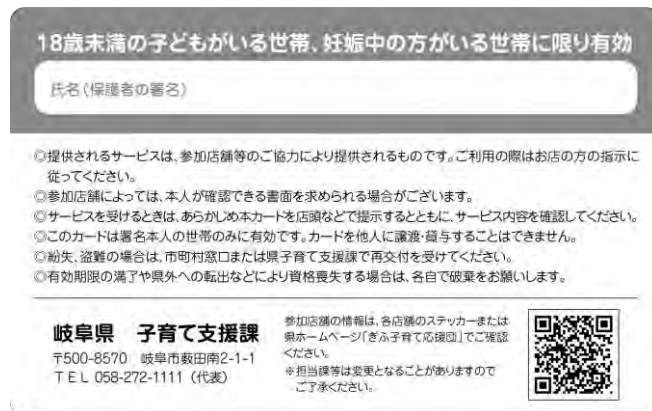 18歳未満の子どもがいる世帯、妊娠中の方がいる世帯に限り有効
氏名(保護者の署名)
◎提供されるサービスは、参加店舗等のご協力により提供されるものです。ご利用の際はお店の方の指示に
従ってください。
◎参加店舗によっては、本人が確認できる書面を求められる場合がございます。
◎サービスを受けるときは、あらかじめ本カードを店頭などで提示するとともに、サービス内容を確認してください。
◎このカードは署名本人の世帯のみに有効です。カードを他人に譲渡・貸与することはできません。
◎紛失、盗難の場合は、市町村窓口または県子育て支援課で再交付を受けてください。
◎有効期限の満了や県外への転出などにより資格喪失する場合は、各自で破棄をお願いします。
岐阜県 子育て支援課
〒500-8570 岐阜市薮田南2-1-1
TEL 058-272-1111(代表)
参加店舗の情報は、各店舗のステッカーまたは
県ホームページ「ぎふ子育て応援団」でご確認
ください。
※担当課等は変更となることがありますので
ご了承ください。